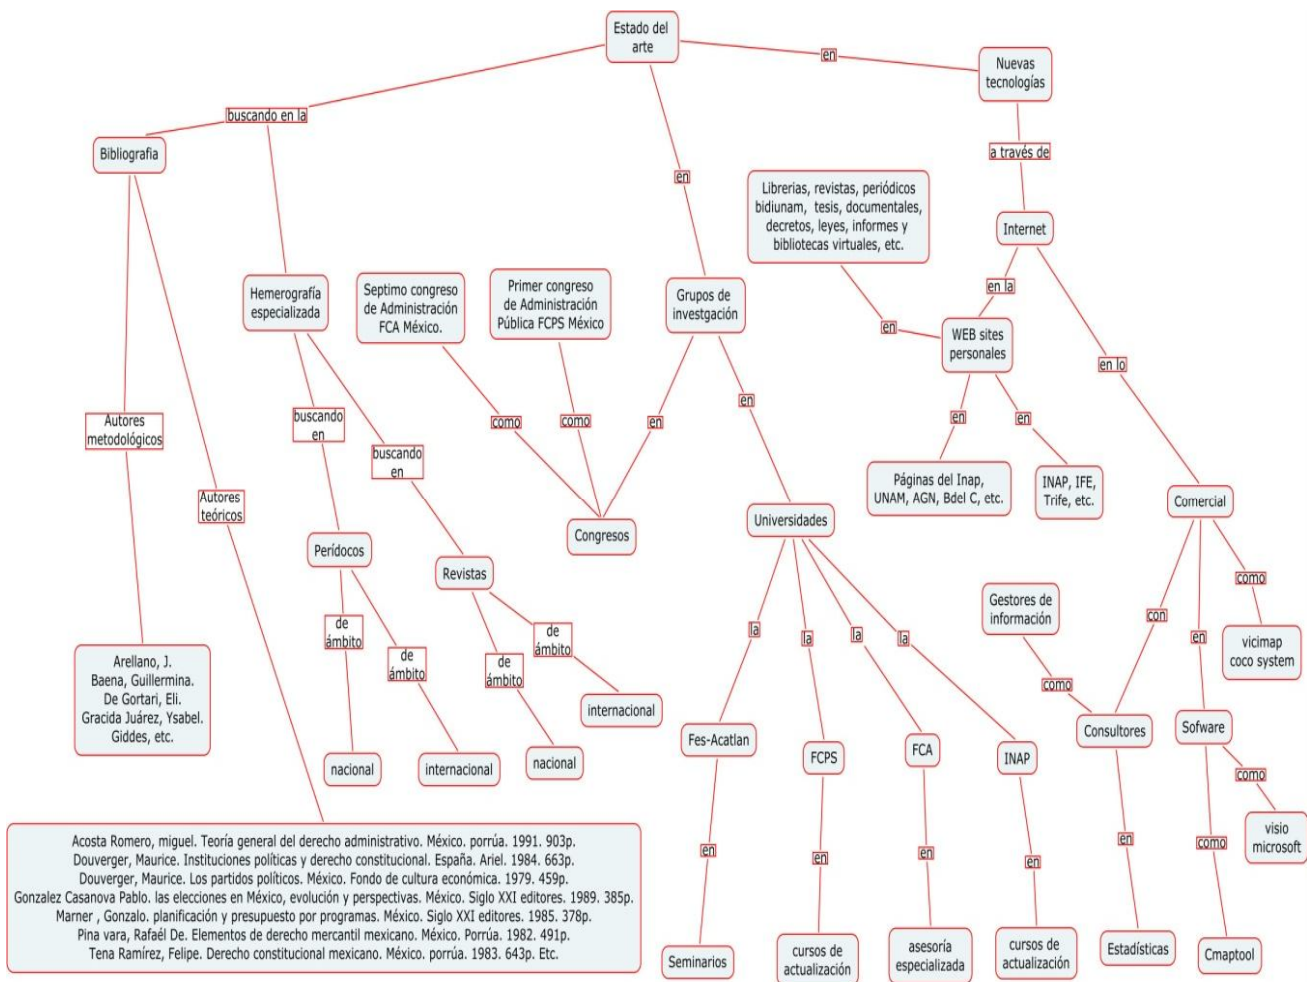 Estado del
arte
en
Nuevas
tecnologías
buscando en la
Bibliografia
en
a través de
Librerias, revistas, periódicos
bidiunam, tesis, documentales,
decretos, leyes, informes y
bibliotecas virtuales, etc.
Internet
Hemerografía
especializada
Septimo congreso
de Administración
FCA México.
Primer congreso
de Administración
Pública FCPS México
Grupos de
investgación
en la
en
WEB sites
personales
en lo
Autores
metodológicos
buscando
en
buscando
en
como
como
en
en
en
en
Páginas del Inap,
UNAM, AGN, Bdel C, etc.
INAP, IFE,
Trife, etc.
Comercial
Autores
teóricos
Congresos
Universidades
Perídocos
Revistas
Gestores de
información
como
con
en
vicimap
coco system
de
ámbito
de
ámbito
de
ámbito
de
ámbito
la
la
la
la
Arellano, J.
Baena, Guillermina.
De Gortari, Eli.
Gracida Juárez, Ysabel.
Giddes, etc.
internacional
como
Consultores
Sofware
nacional
internacional
nacional
Fes-Acatlan
FCPS
FCA
INAP
como
visio
microsoft
Acosta Romero, miguel. Teoría general del derecho administrativo. México. porrúa. 1991. 903p.
Douverger, Maurice. Instituciones políticas y derecho constitucional. España. Ariel. 1984. 663p.
Douverger, Maurice. Los partidos políticos. México. Fondo de cultura económica. 1979. 459p.
Gonzalez Casanova Pablo. las elecciones en México, evolución y perspectivas. México. Siglo XXI editores. 1989. 385p.
Marner , Gonzalo. planificación y presupuesto por programas. México. Siglo XXI editores. 1985. 378p.
Pina vara, Rafaél De. Elementos de derecho mercantil mexicano. México. Porrúa. 1982. 491p.
Tena Ramírez, Felipe. Derecho constitucional mexicano. México. porrúa. 1983. 643p. Etc.
en
en
en
en
en
como
Seminarios
cursos de
actualización
asesoría
especializada
cursos de
actualización
Estadísticas
Cmaptool